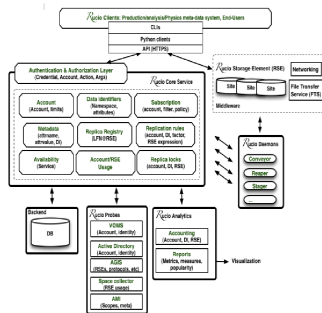 Rucio Clients: Production/analysis/Physics meta-data system, End-Users
CLIs
Python clients
API (HTTPS)
Authentication & Authorization Layer
(Credential, Account, Action, Args)
Rucio Core Service
Account
(Account, limits)
Data identifiers
(Namespace,
attributes)
Subscription
(account, filter, policy)
Metadata
(attrname,
attrvalue, DI)
Replica Registry
(LFN@RSE)
Replication rules
(account, DI, factor,
RSE expression)
Availability
(Service)
Account/RSE
Usage
Replica locks
(account, DI, RSE)
Rucio Storage Element (RSE)
Networking
Site
Site
Site
File Transfer
Service (FTS)
Middleware
Rucio Daemons
Conveyor
Reaper
Stager
...
Backend
DB
Rucio Probes
VOMS
(Account, identity)
Active Directory
(Account, identity)
AGIS
(RSEs, protocols, etc)
Space collector
(RSE usage)
AMI
(Scopes, meta)
Rucio Analytics
Accounting
(Account, DI, RSE)
Reports
(Metrics, measures,
popularity)
Visualization